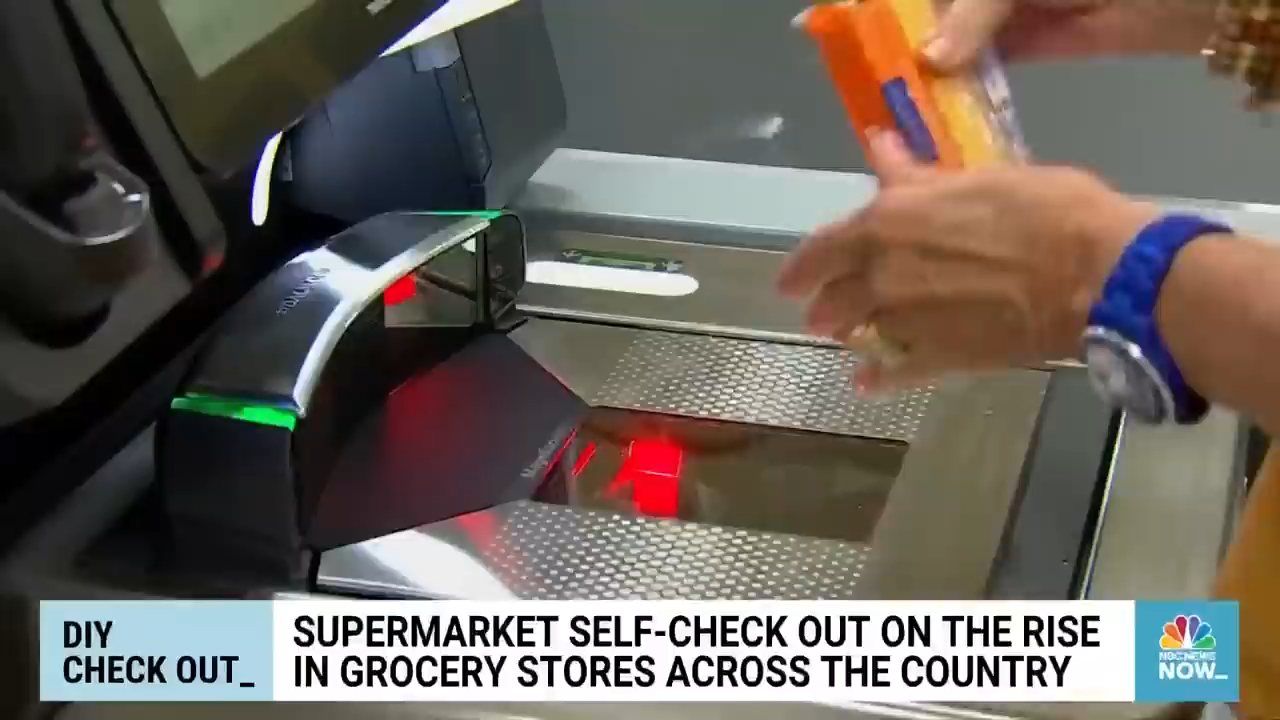 Magellan
DIY
CHECK OUT_
SUPERMARKET SELF-CHECK OUT ON THE RISE
IN GROCERY STORES ACROSS THE COUNTRY
NBC NEWS
NOW_